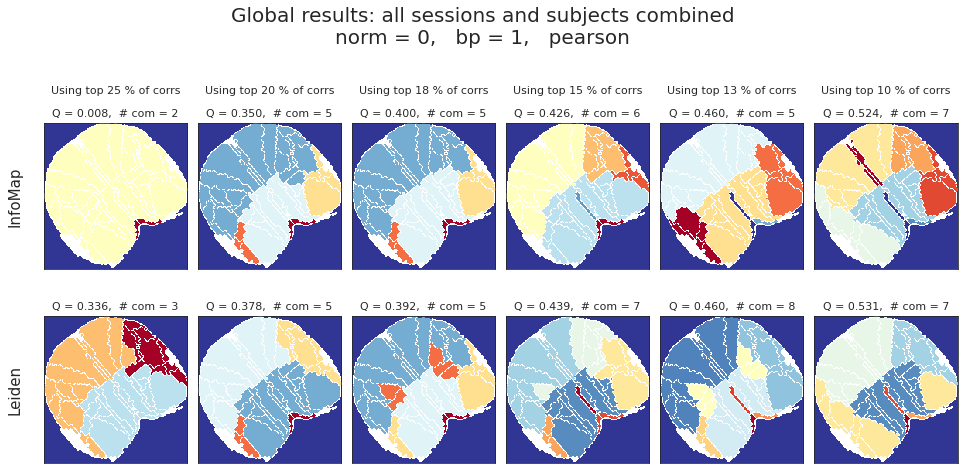 Global results: all sessions and subjects combined
norm = 0,   bp = 1,   pearson
Using top 25 % of corrs
Using top 20 % of corrs
Using top 18 % of corrs
Using top 15 % of corrs
Using top 13 % of corrs
Using top 10 % of corrs
InfoMap
Q = 0.008,  # com = 2
Q = 0.350,  # com = 5
Q = 0.400,  # com = 5
Q = 0.426,  # com = 6
Q = 0.460,  # com = 5
Q = 0.524,  # com = 7
Leiden
Q = 0.336,  # com = 3
Q = 0.378,  # com = 5
Q = 0.392,  # com = 5
Q = 0.439,  # com = 7
Q = 0.460,  # com = 8
Q = 0.531,  # com = 7